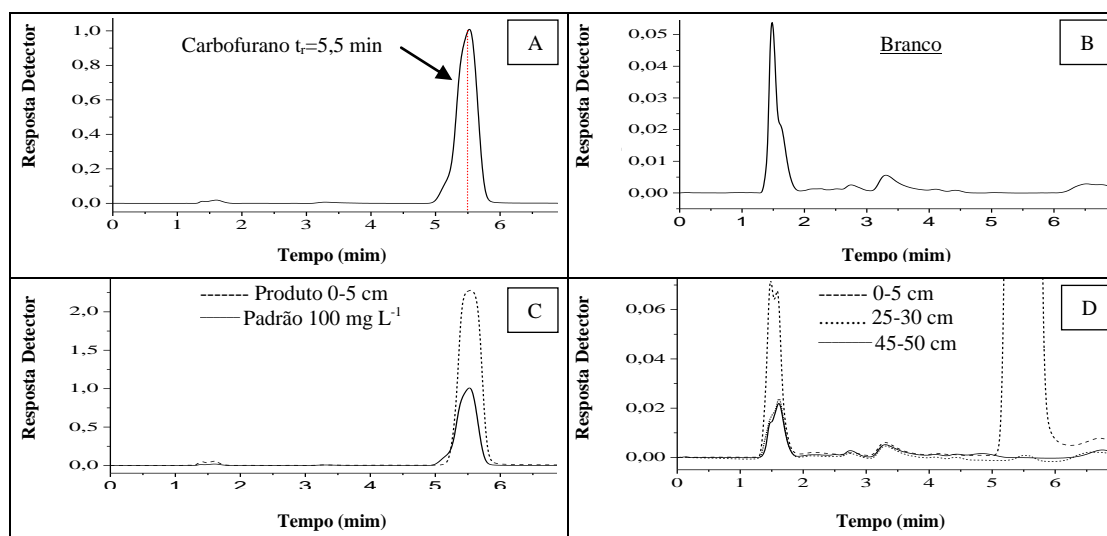 A
Carbofurano tr=5,5 min
Resposta Detector
1,0
0,8
0,6
0,4
0,2
0,0
0 1 2 3 4 5 6
Tempo (mim)
B
Branco
Resposta Detector
0,05
0,04
0,03
0,02
0,01
0,00
0 1 2 3 4 5 6
Tempo (mim)
C
Produto 0-5 cm
Padrão 100 mg L-1
Resposta Detector
2,0
1,5
1,0
0,5
0,0
0 1 2 3 4 5 6
Tempo (mim)
D
0-5 cm
25-30 cm
45-50 cm
Resposta Detector
0,06
0,04
0,02
0,00
0 1 2 3 4 5 6
Tempo (mim)